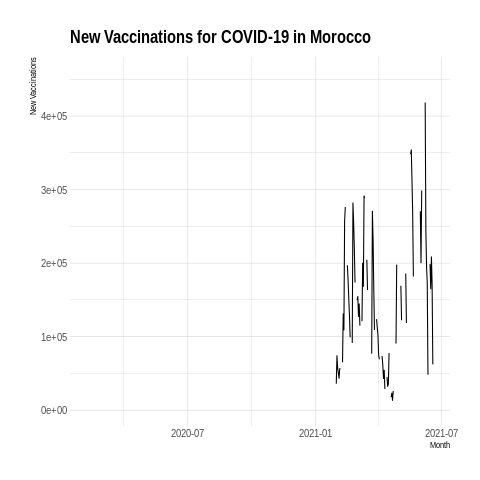 New Vaccinations for COVID-19 in Morocco
New Vaccinations
4e+05
3e+05
2e+05
1e+05
0e+00
2020-07 2021-01 2021-07
Month